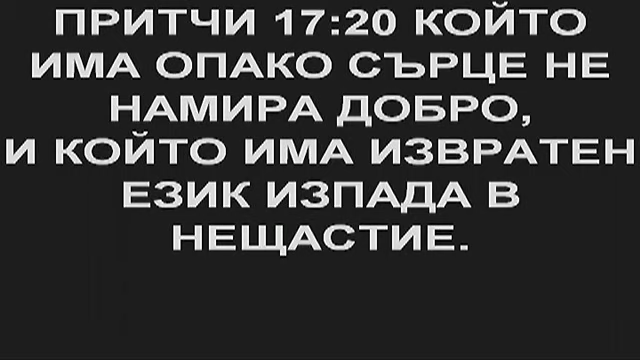 ПРИТЧИ 17:20 КОЙТО
ИМА ОПАКО СЪРЦЕ НЕ
НАМИРА ДОБРО,
И КОЙТО ИМА ИЗВРАТЕН
ЕЗИК ИЗПАДА В
НЕЩАСТИЕ.